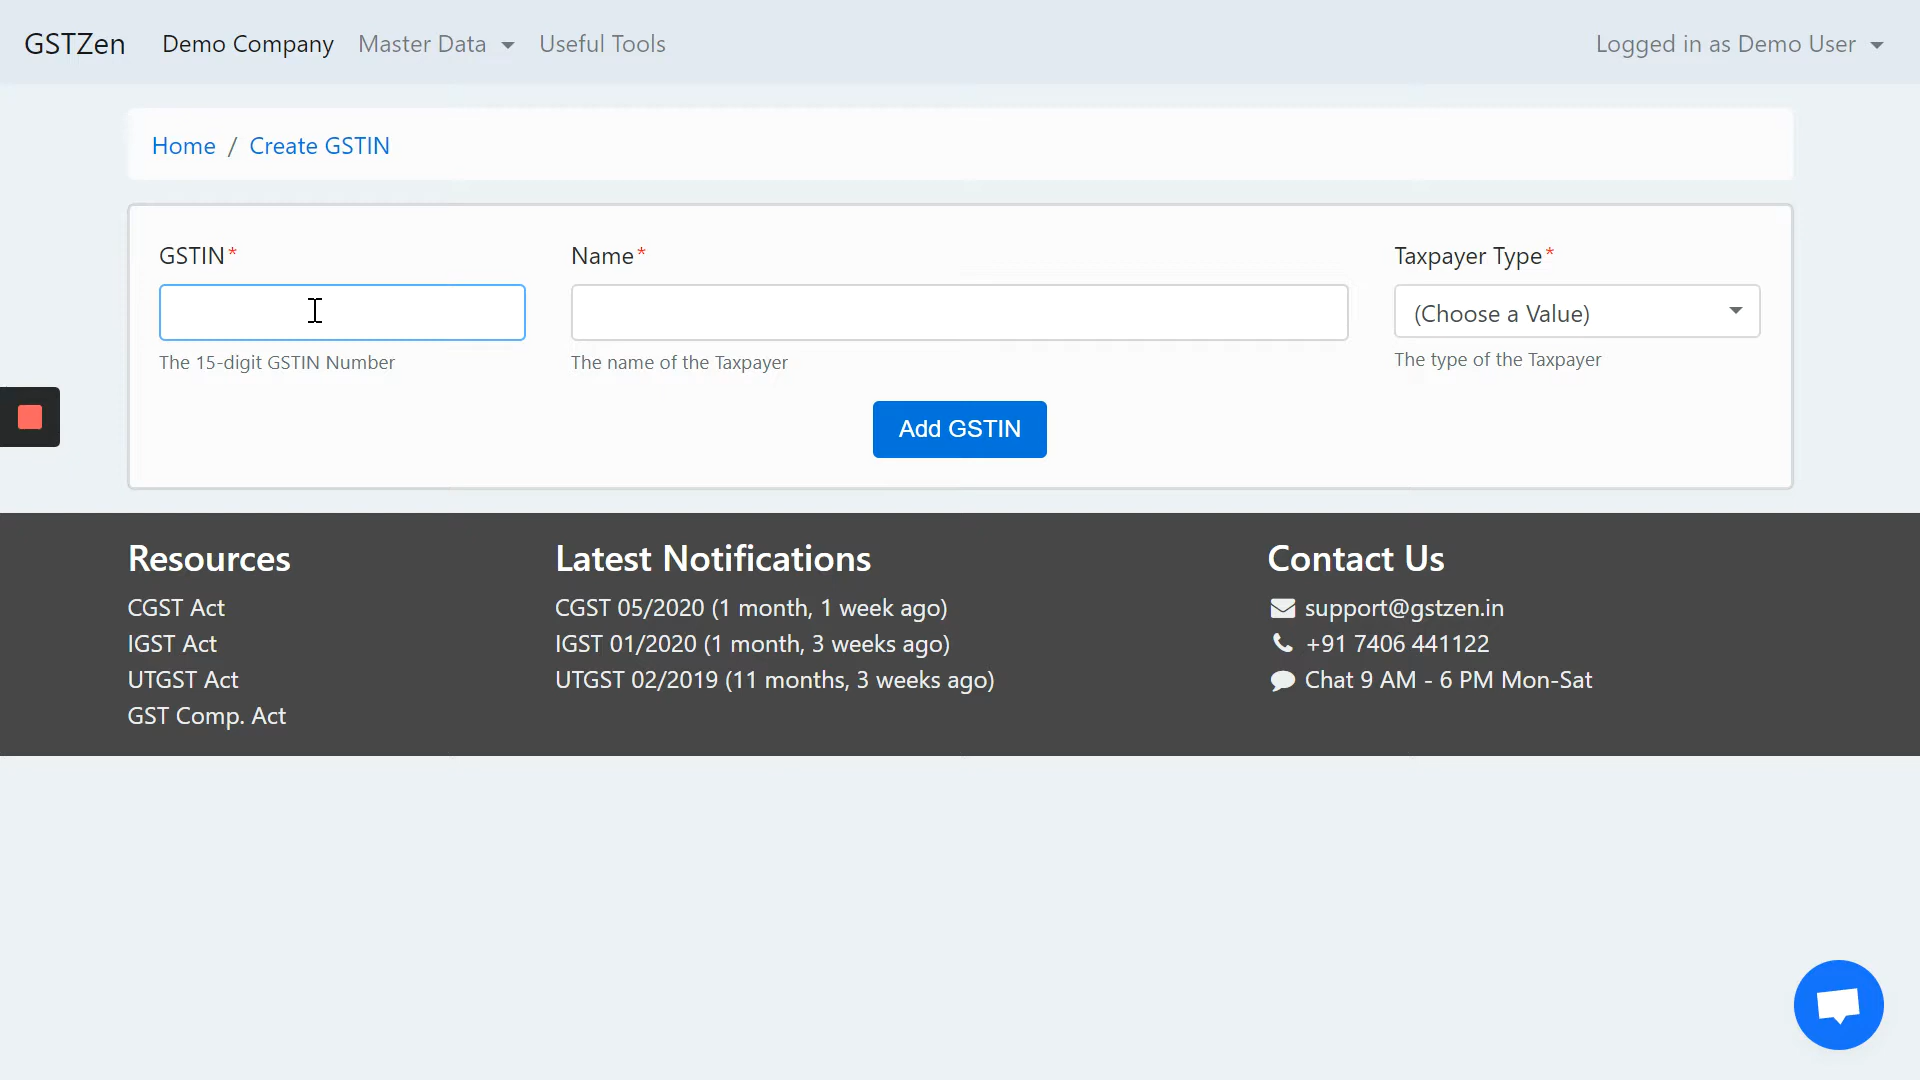 GSTZen Demo Company Master Data Useful Tools Logged in as Demo User
Home / Create GSTIN
GSTIN* Name* Taxpayer Type*
(Choose a Value)
The 15-digit GSTIN Number The name of the Taxpayer The type of the Taxpayer
Add GSTIN
Resources
CGST Act
IGST Act
UTGST Act
GST Comp. Act
Latest Notifications
CGST 05/2020 (1 month, 1 week ago)
IGST 01/2020 (1 month, 3 weeks ago)
UTGST 02/2019 (11 months, 3 weeks ago)
Contact Us
support@gstzen.in
+91 7406 441122
Chat 9 AM - 6 PM Mon-Sat